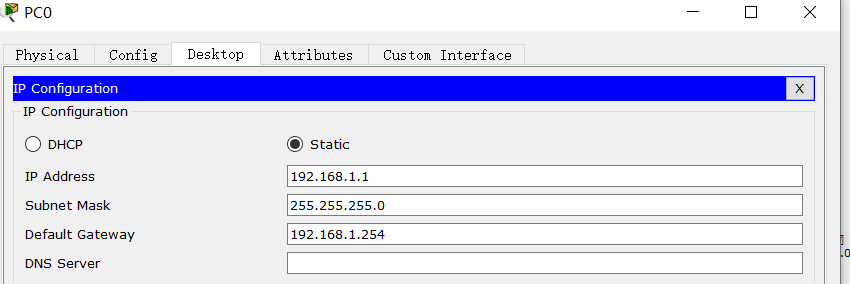 PC0
Physical Config Desktop Attributes Custom Interface
IP Configuration X
IP Configuration
DHCP Static
IP Address 192.168.1.1
Subnet Mask 255.255.255.0
Default Gateway 192.168.1.254
DNS Server
.0